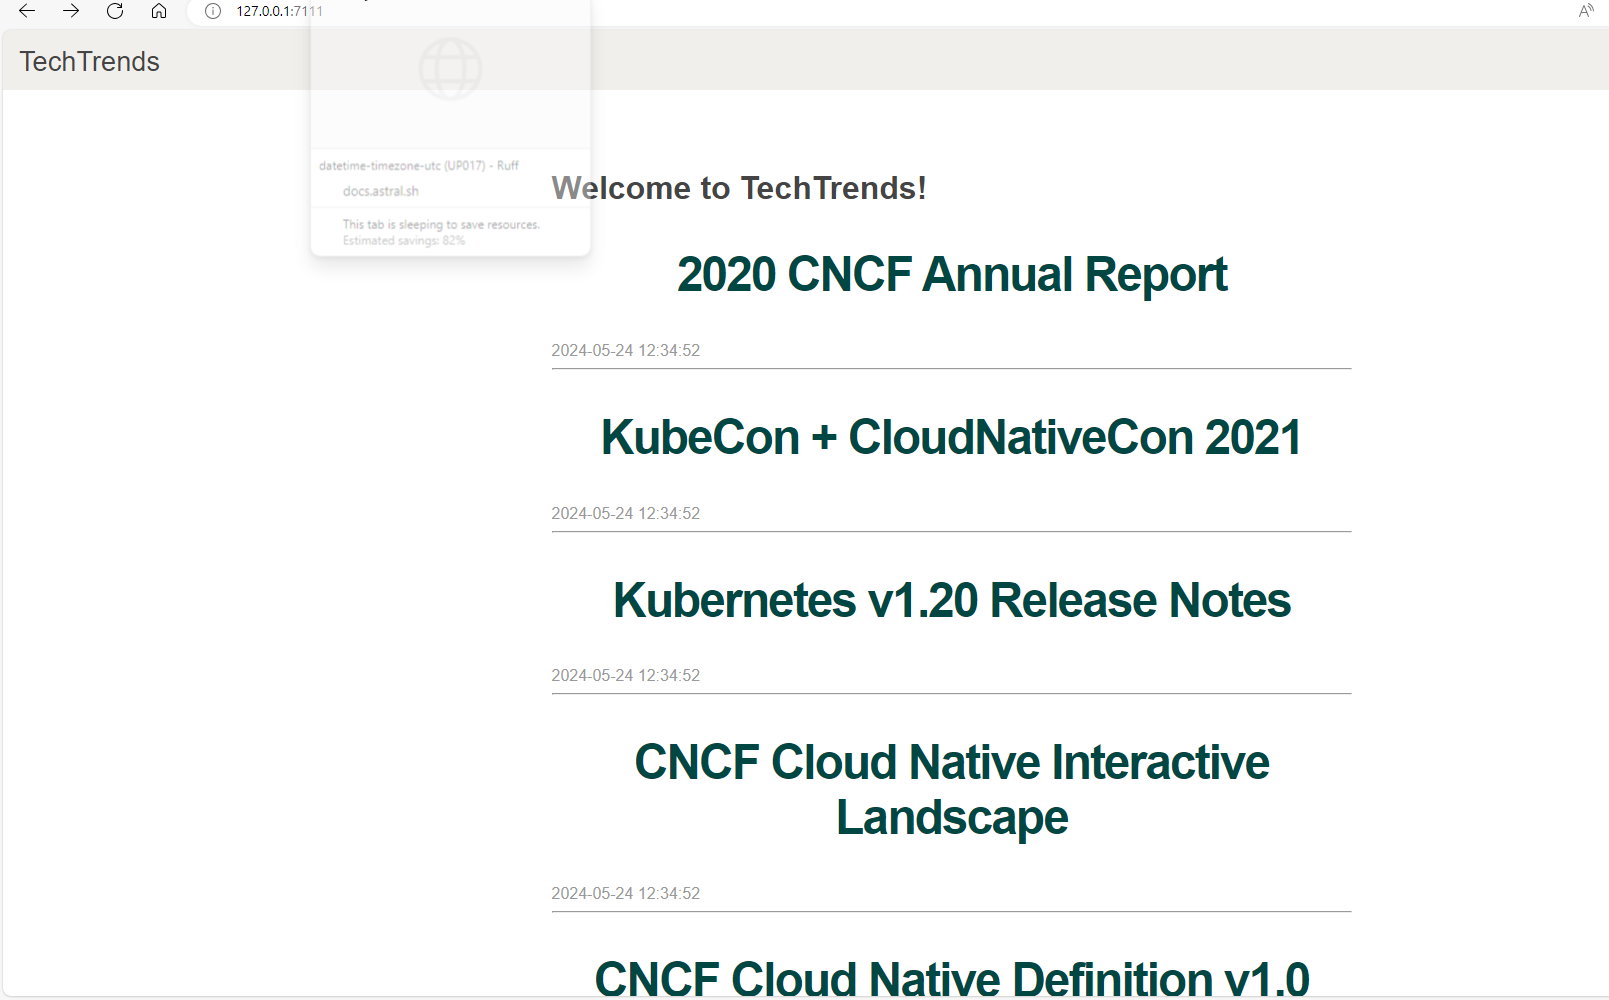 127.0.0.1:7111
TechTrends
datetime-timezone-utc (UP017) - Ruff
docs.astral.sh
This tab is sleeping to save resources.
Estimated savings: 82%
Welcome to TechTrends!
2020 CNCF Annual Report
2024-05-24 12:34:52
KubeCon + CloudNativeCon 2021
2024-05-24 12:34:52
Kubernetes v1.20 Release Notes
2024-05-24 12:34:52
CNCF Cloud Native Interactive
Landscape
2024-05-24 12:34:52
CNCF Cloud Native Definition v1.0